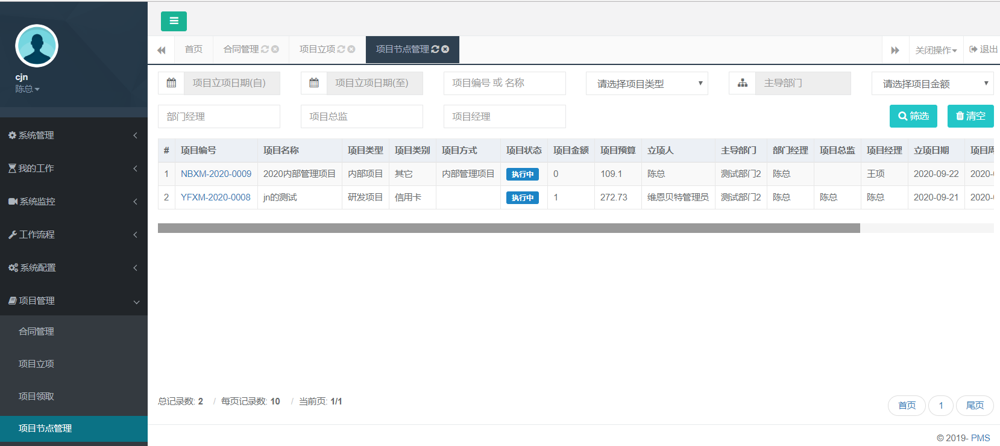 cjn
陈总
系统管理
我的工作
系统监控
工作流程
系统配置
项目管理
合同管理
项目立项
项目领取
项目节点管理
首页 合同管理 项目立项 项目节点管理 关闭操作 退出
项目立项日期(自) 项目立项日期(至) 项目编号 或 名称 请选择项目类型 主导部门 请选择项目金额
部门经理 项目总监 项目经理 筛选 清空
# 项目编号 项目名称 项目类型 项目类别 项目方式 项目状态 项目金额 项目预算 立项人 主导部门 部门经理 项目总监 项目经理 立项日期 项目周
1 NBXM-2020-0009 2020内部管理项目 内部项目 其它 内部管理项目 执行中 0 109.1 陈总 测试部门2 陈总 王项 2020-09-22 2020-
2 YFXM-2020-0008 jn的测试 研发项目 信用卡 执行中 1 272.73 维恩贝特管理员 测试部门2 陈总 陈总 陈总 2020-09-21 2020-
总记录数: 2 / 每页记录数: 10 / 当前页: 1/1 首页 1 尾页
© 2019- PMS